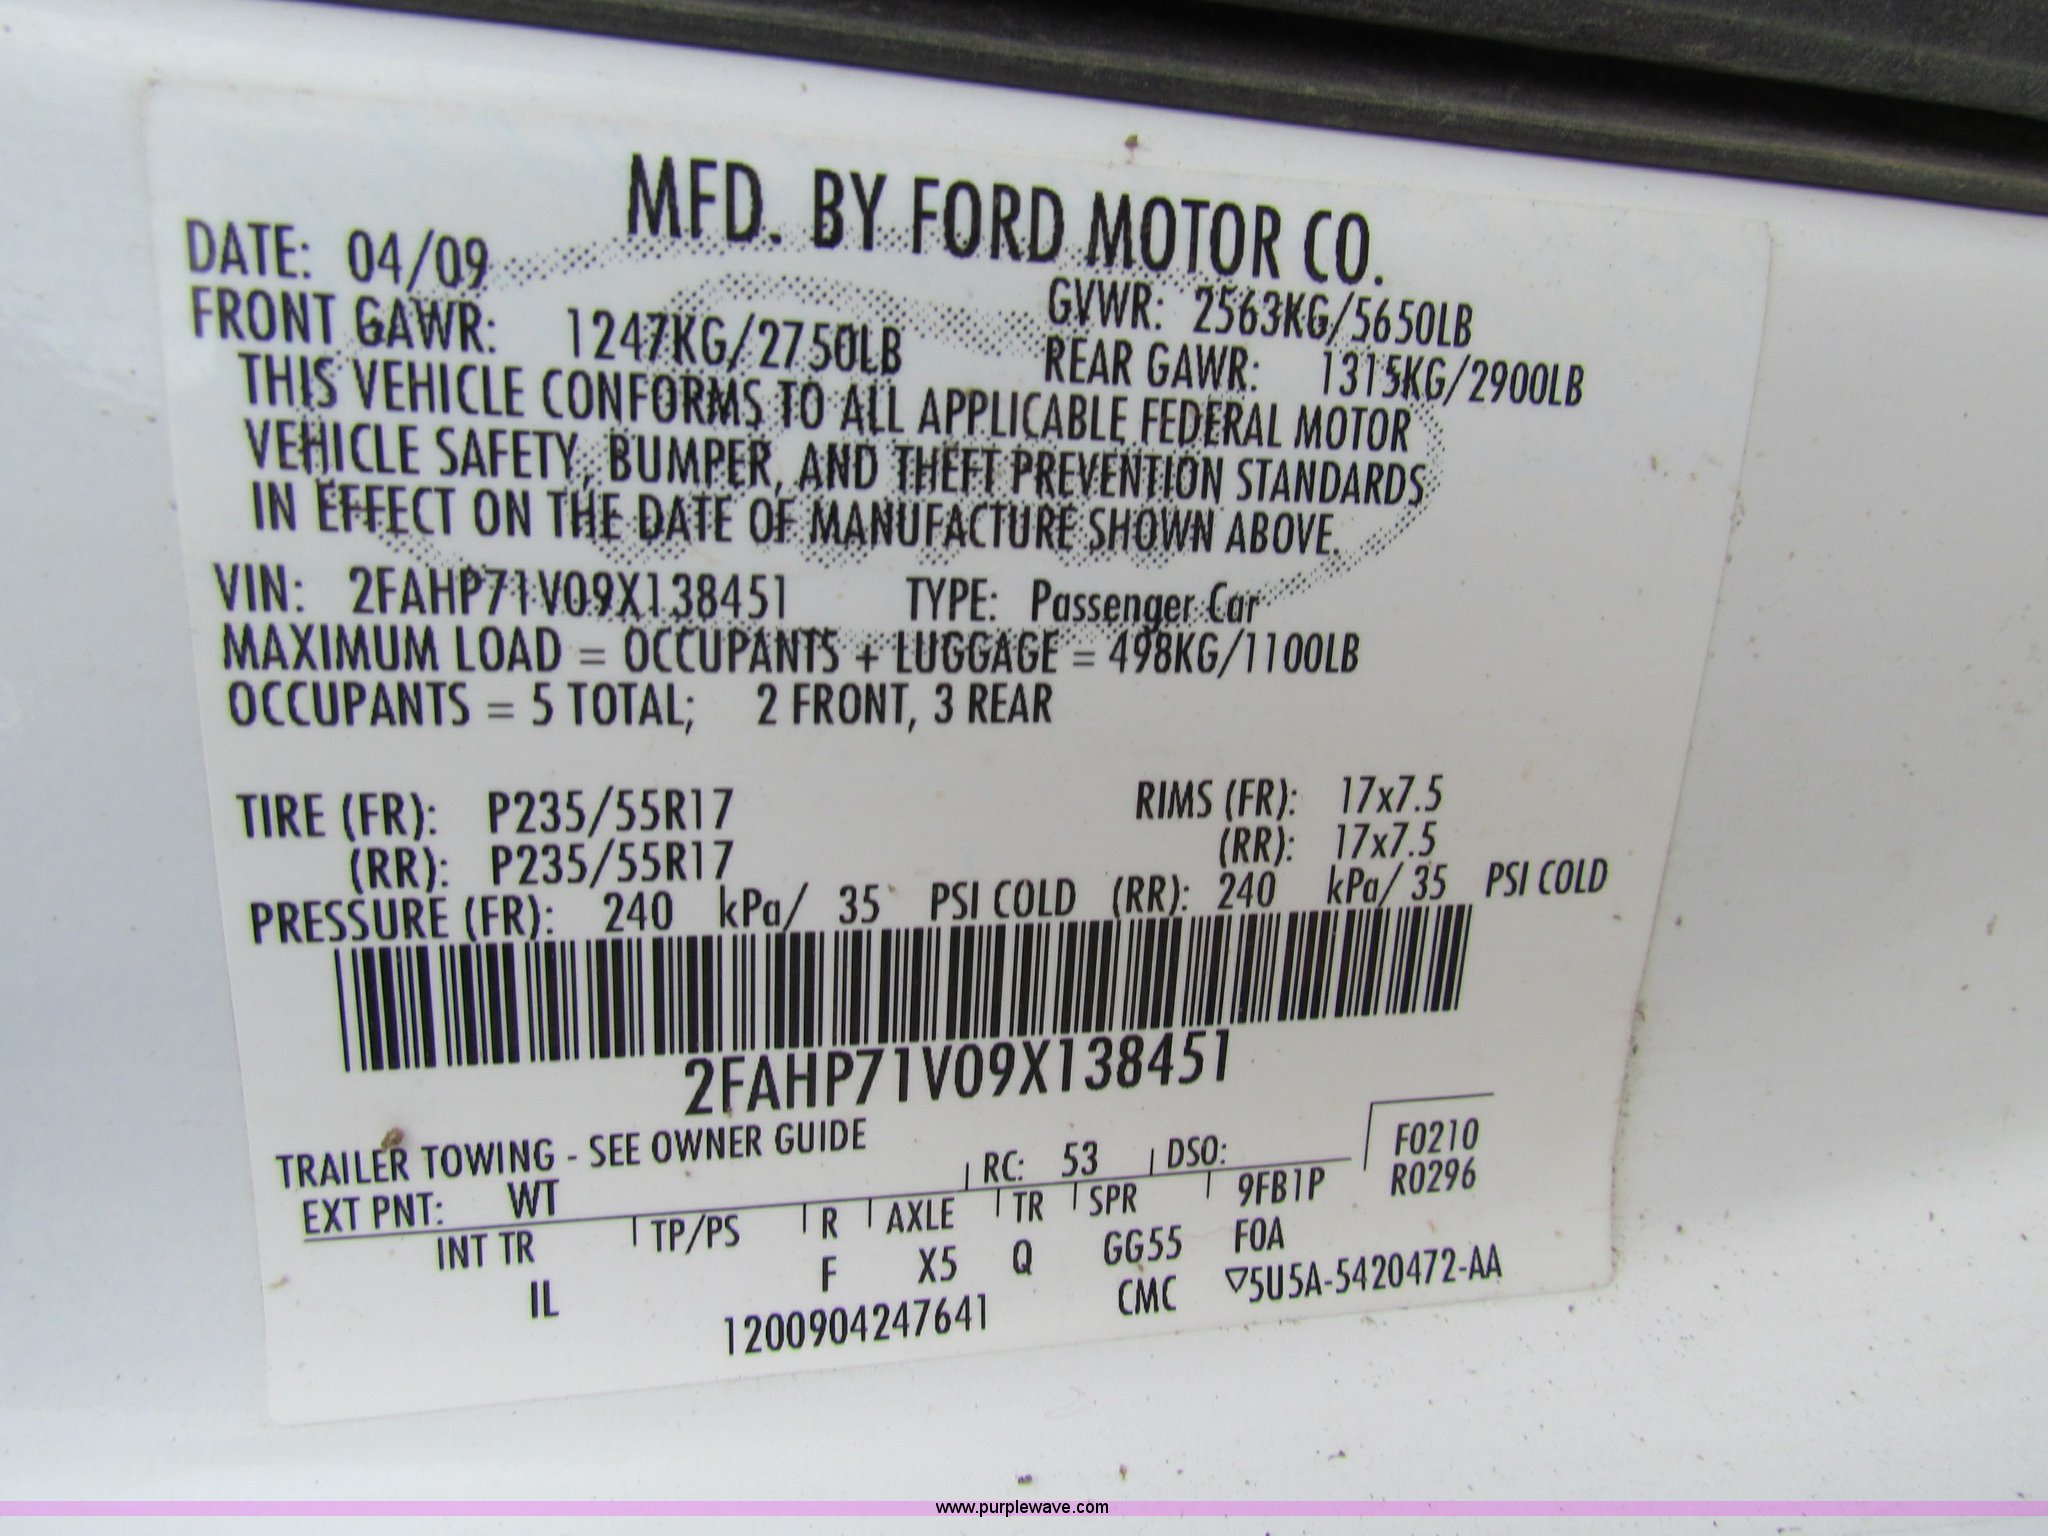 MFD. BY FORD MOTOR CO.
DATE: 04/09 GVWR: 2563KG/5650LB
FRONT GAWR: 1247KG/2750LB REAR GAWR: 1315KG/2900LB
THIS VEHICLE CONFORMS TO ALL APPLICABLE FEDERAL MOTOR
VEHICLE SAFETY, BUMPER, AND THEFT PREVENTION STANDARDS
IN EFFECT ON THE DATE OF MANUFACTURE SHOWN ABOVE.
VIN: 2FAHP71V09X138451 TYPE: Passenger Car
MAXIMUM LOAD = OCCUPANTS + LUGGAGE = 498KG/1100LB
OCCUPANTS = 5 TOTAL; 2 FRONT, 3 REAR
TIRE (FR): P235/55R17 RIMS (FR): 17x7.5
(RR): P235/55R17 (RR): 17x7.5
PRESSURE (FR): 240 kPa/ 35 PSI COLD (RR): 240 kPa/ 35 PSI COLD
2FAHP71V09X138451
TRAILER TOWING - SEE OWNER GUIDE
EXT PNT: WT RC: 53 DSO: F0210
INT TR TP/PS R AXLE TR SPR 9FB1P R0296
IL F X5 Q GG55 F0A
1200904247641 CMC ▽5U5A-5420472-AA
www.purplewave.com